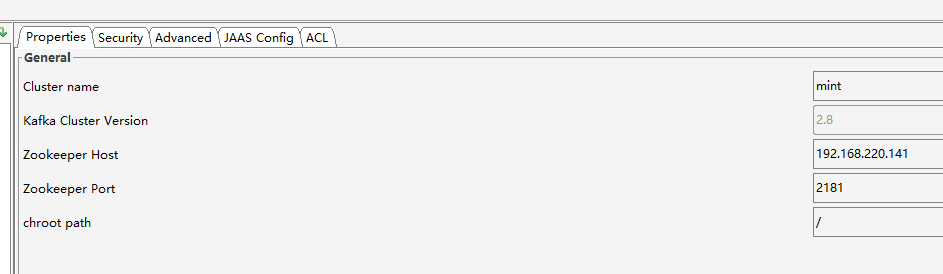 Properties Security Advanced JAAS Config ACL
General
Cluster name mint
Kafka Cluster Version 2.8
Zookeeper Host 192.168.220.141
Zookeeper Port 2181
chroot path /